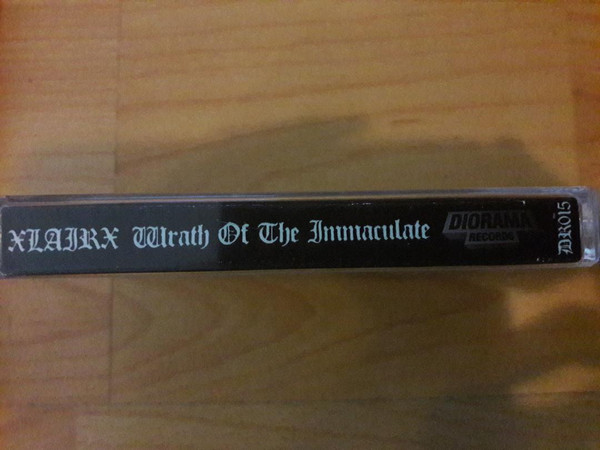 XLAIRX Wrath Of The Immaculate
DIORAMA
RECORDS
DR015